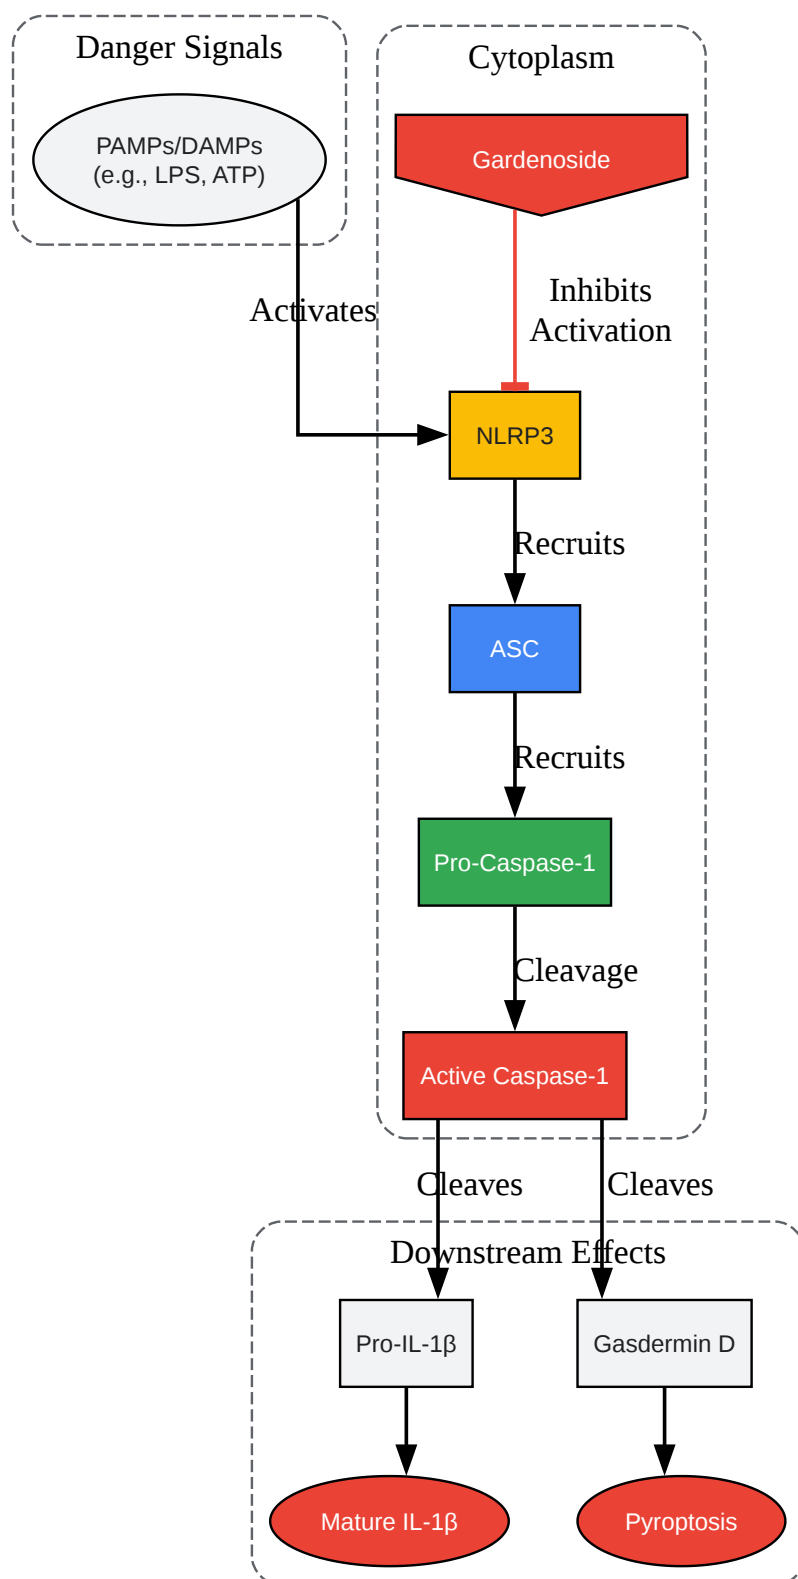 Danger Signals
PAMPs/DAMPs
(e.g., LPS, ATP)
Cytoplasm
Gardenoside
Activates
Inhibits
Activation
NLRP3
Recruits
ASC
Recruits
Pro-Caspase-1
Cleavage
Active Caspase-1
Cleaves
Cleaves
Downstream Effects
Pro-IL-1β
Gasdermin D
Mature IL-1β
Pyroptosis